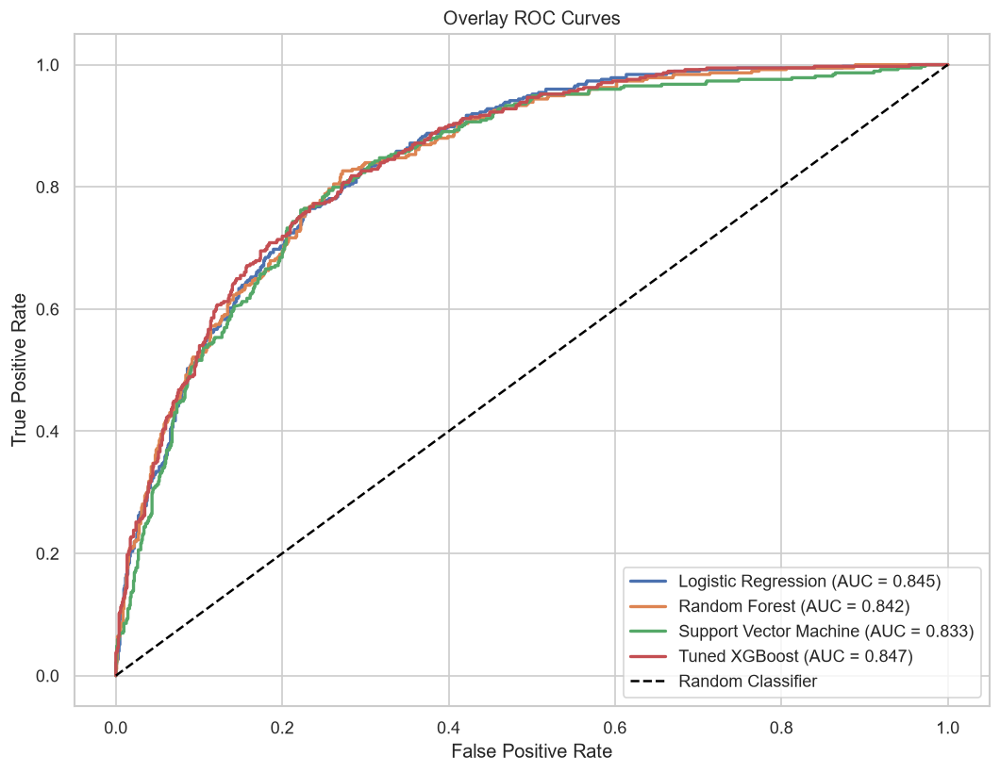 Overlay ROC Curves
True Positive Rate
1.0
0.8
0.6
0.4
0.2
0.0
Logistic Regression (AUC = 0.845)
Random Forest (AUC = 0.842)
Support Vector Machine (AUC = 0.833)
Tuned XGBoost (AUC = 0.847)
Random Classifier
0.0 0.2 0.4 0.6 0.8 1.0
False Positive Rate